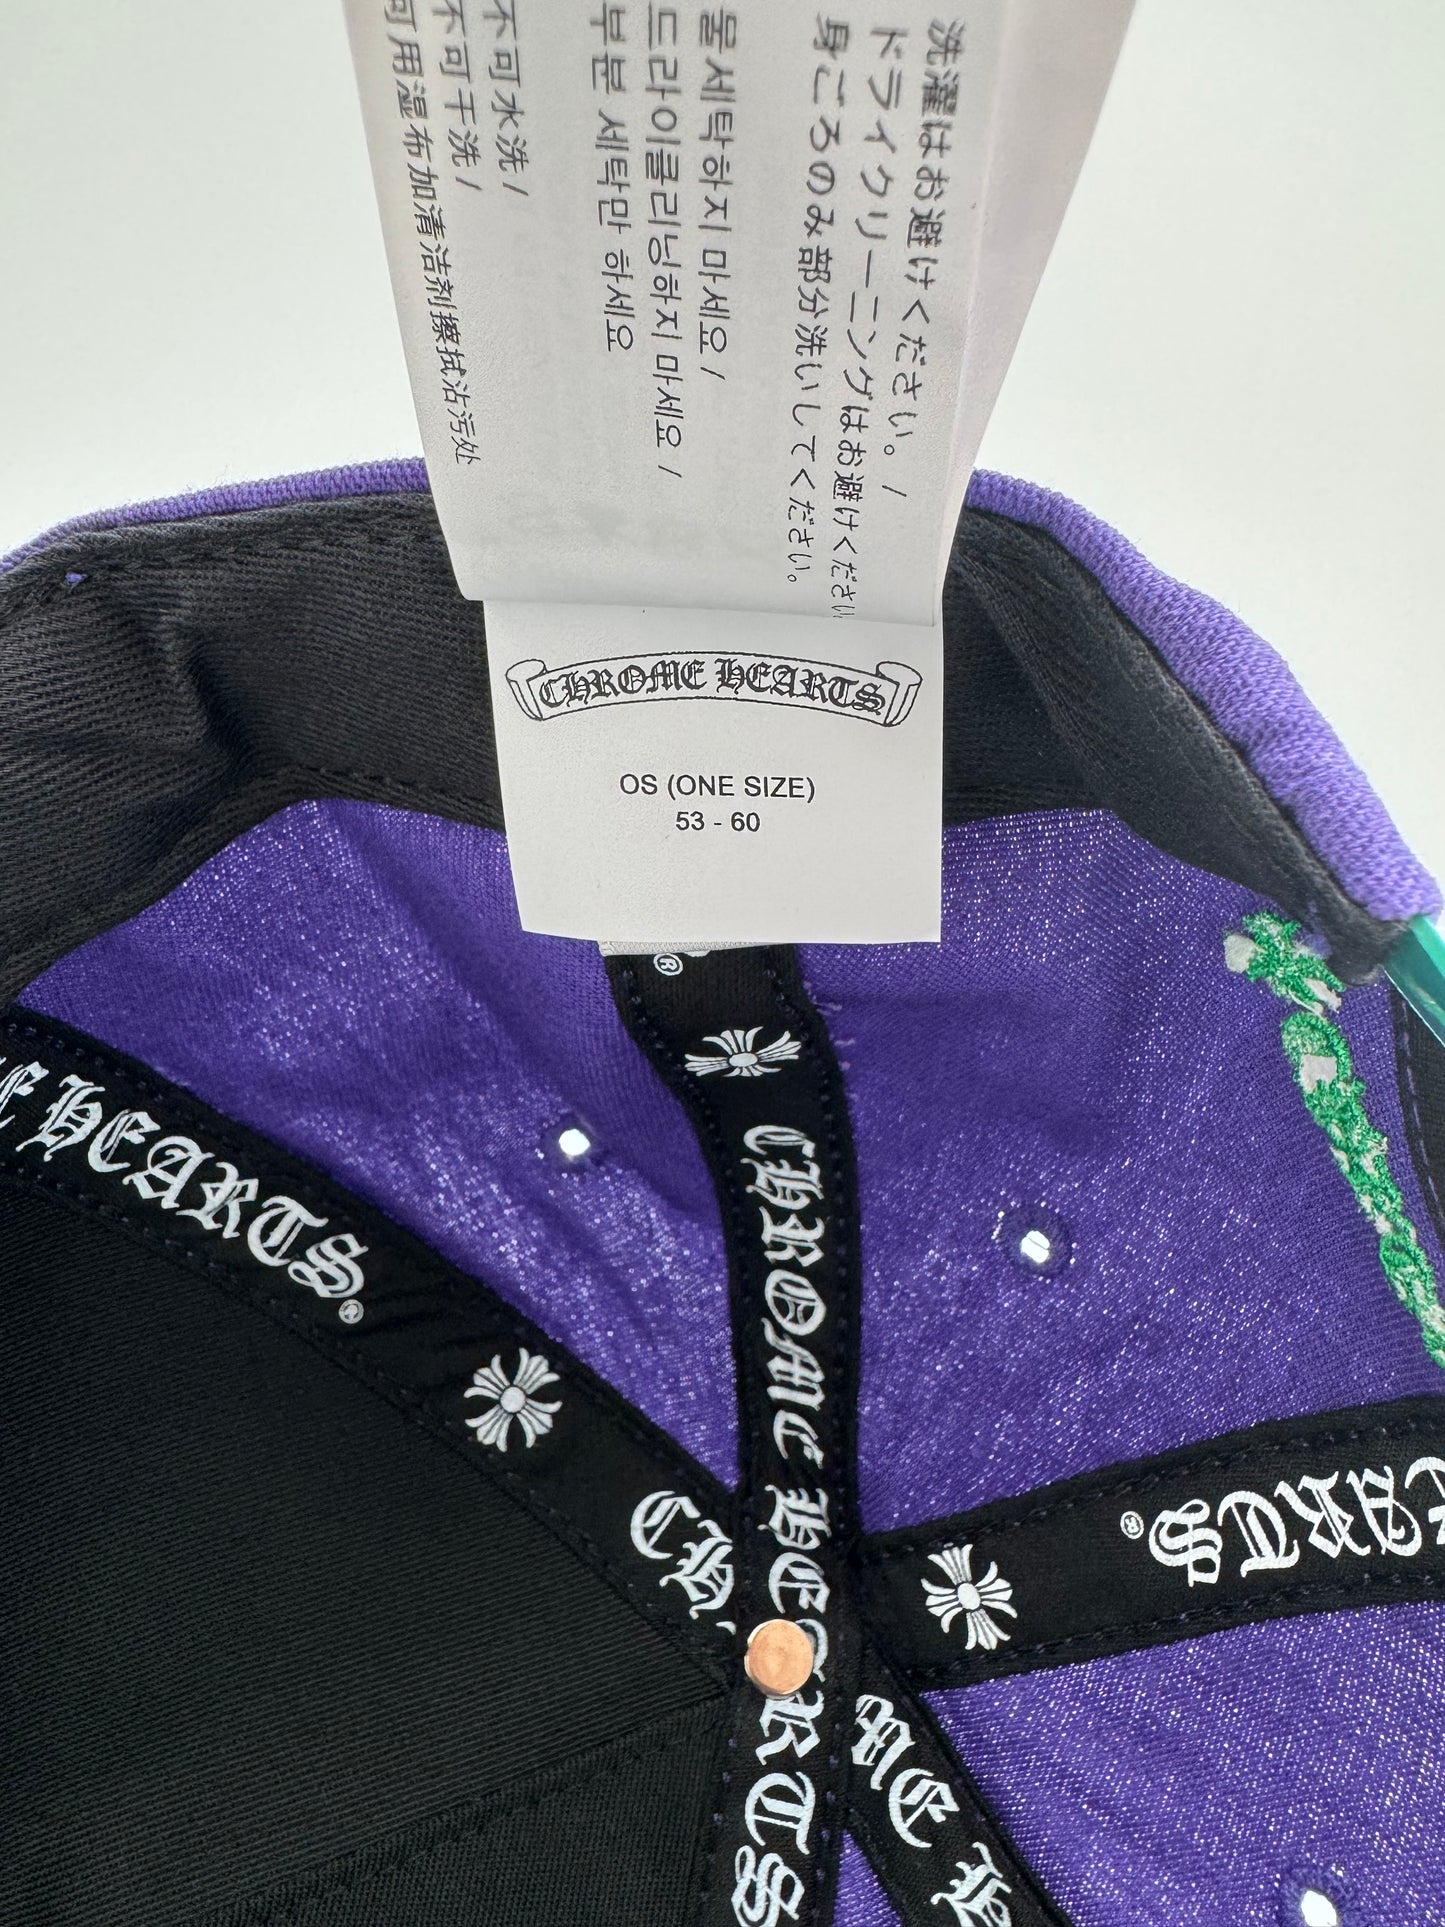 洗濯はお避けください。/
ドライクリーニングはお避けください
身ごろのみ部分洗いしてください。
물세탁하지 마세요 /
드라이클리닝하지 마세요 /
부분 세탁만 하세요
不可水洗 /
不可干洗 /
可用湿布加清洁剂擦拭沾污处
CHROME HEARTS
OS (ONE SIZE)
53 - 60
®
E HEARTS®
CH
CHROME HEARTS
EARTS®
ME H